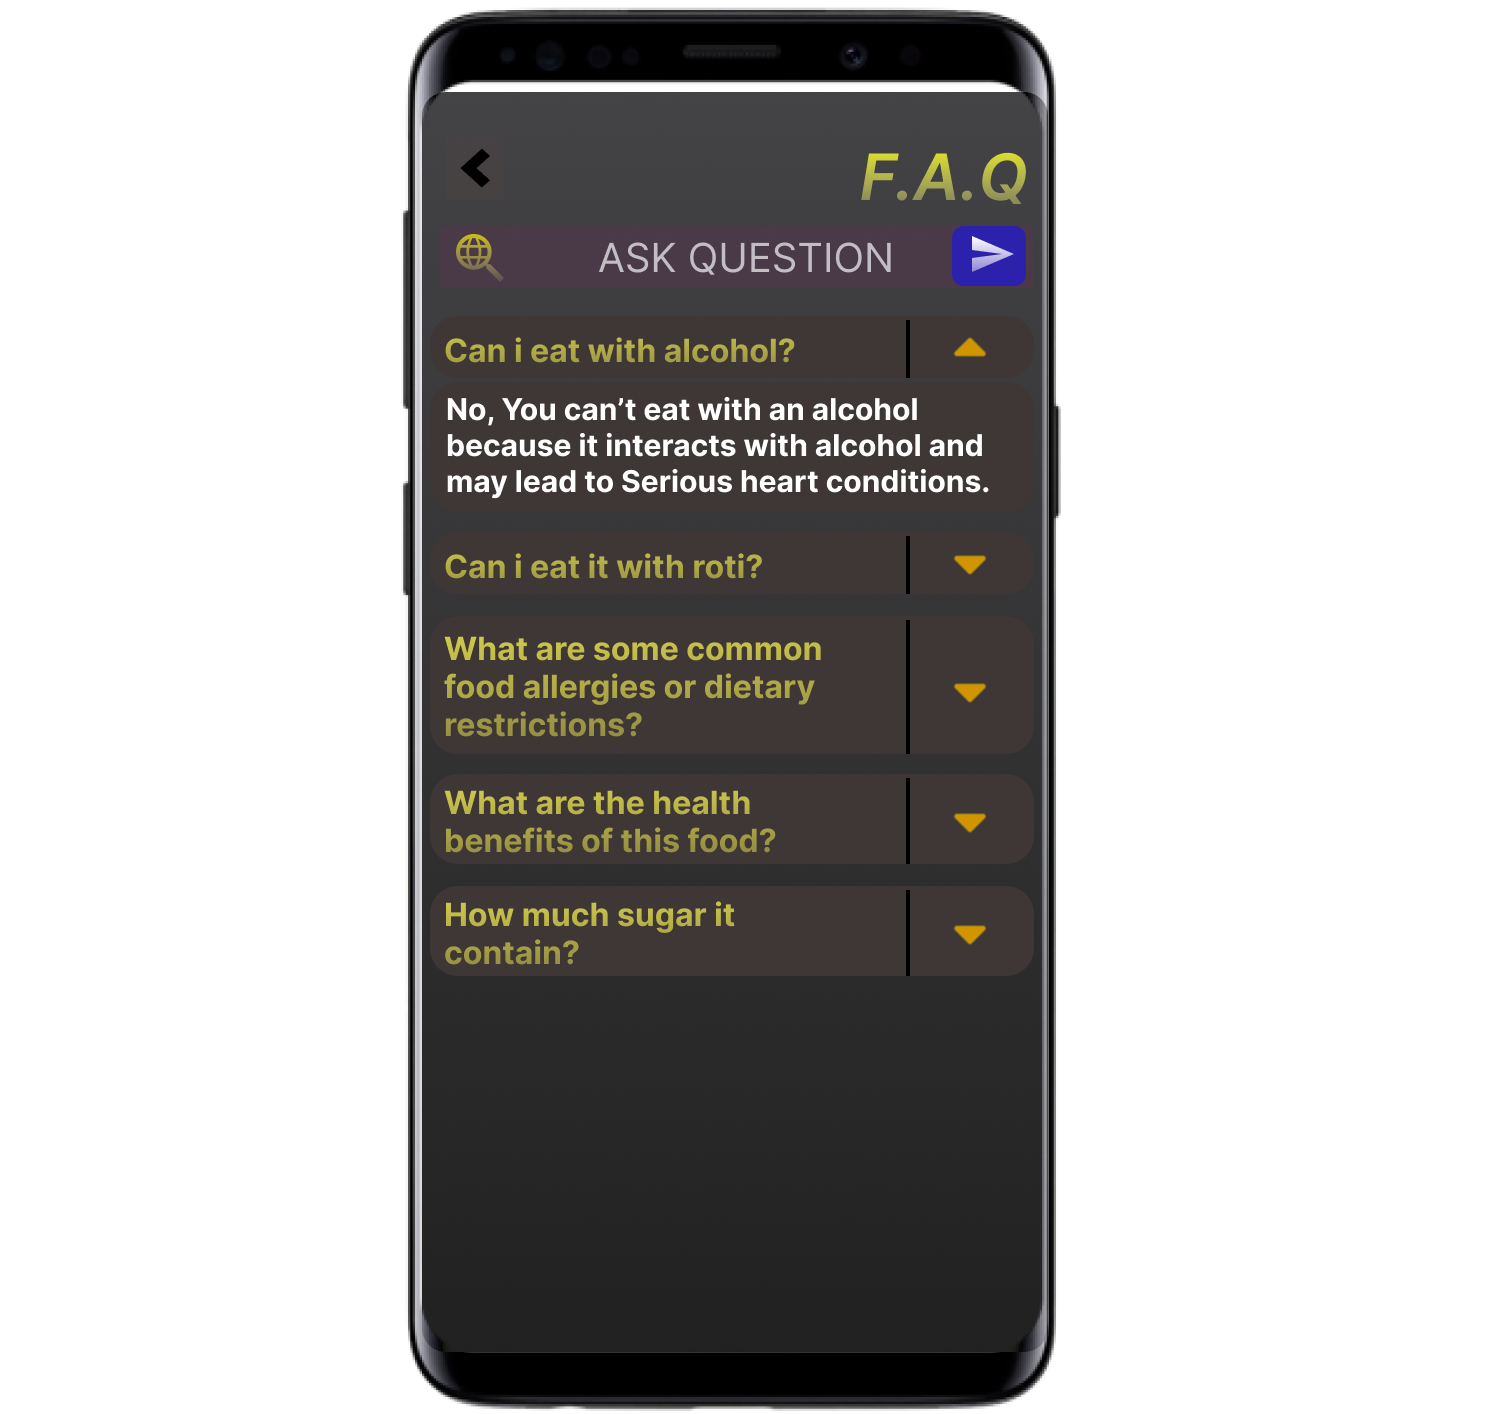 F.A.Q
ASK QUESTION
Can i eat with alcohol?
No, You can’t eat with an alcohol
because it interacts with alcohol and
may lead to Serious heart conditions.
Can i eat it with roti?
What are some common
food allergies or dietary
restrictions?
What are the health
benefits of this food?
How much sugar it
contain?